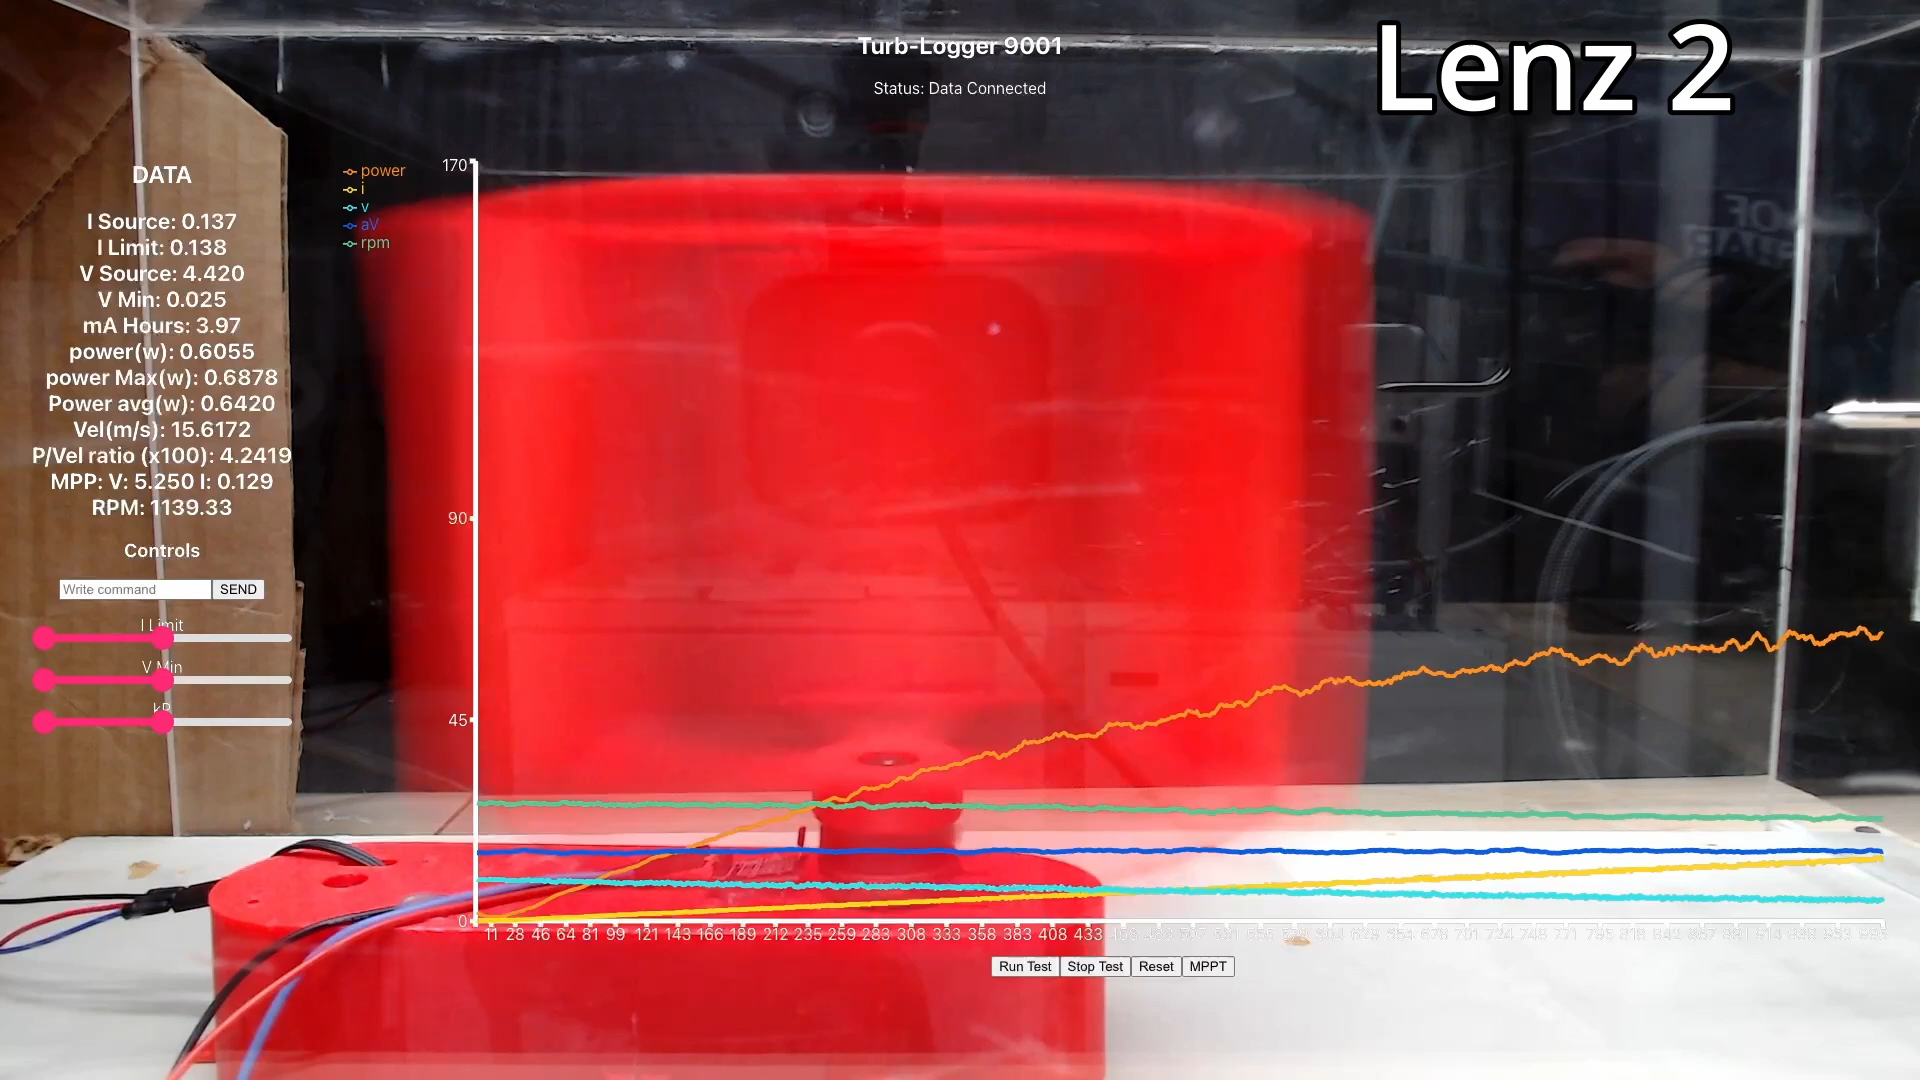 Lenz 2
Turb-Logger 9001
Status: Data Connected
DATA
I Source: 0.137
I Limit: 0.138
V Source: 4.420
V Min: 0.025
mA Hours: 3.97
power(w): 0.6055
power Max(w): 0.6878
Power avg(w): 0.6420
Vel(m/s): 15.6172
P/Vel ratio (x100): 4.2419
MPP: V: 5.250 I: 0.129
RPM: 1139.33
Controls
Write command SEND
I Limit
V Min
kP
power
i
v
aV
rpm
170
90
45
0
11 28 46 64 81 99 121 143 166 189 212 235 259 283 308 333 358 383 408 433
Run Test Stop Test Reset MPPT
OF